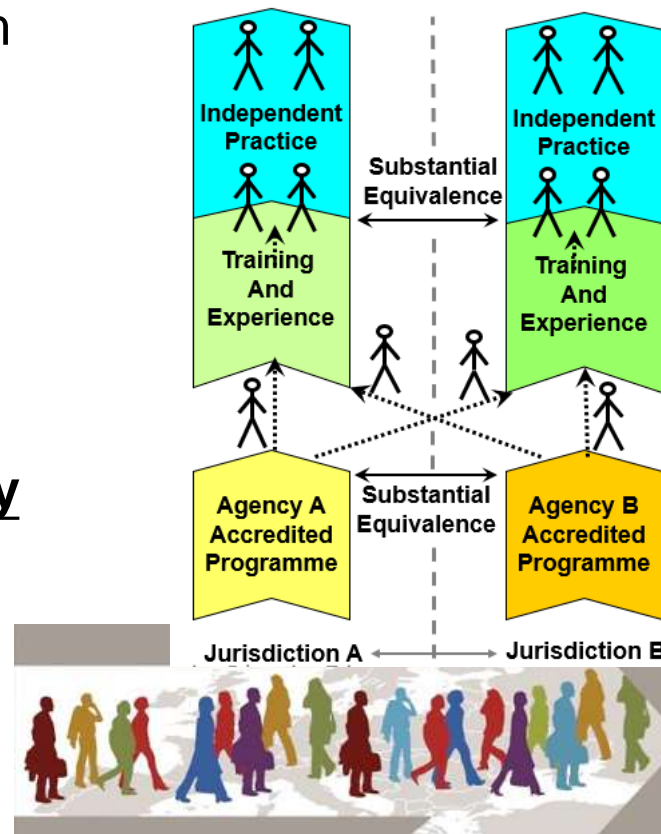 n
Independent
Practice
Independent
Practice
Substantial
Equivalence
Training
And
Experience
Training
And
Experience
y
Agency A
Accredited
Programme
Substantial
Equivalence
Agency B
Accredited
Programme
Jurisdiction A
Jurisdiction B